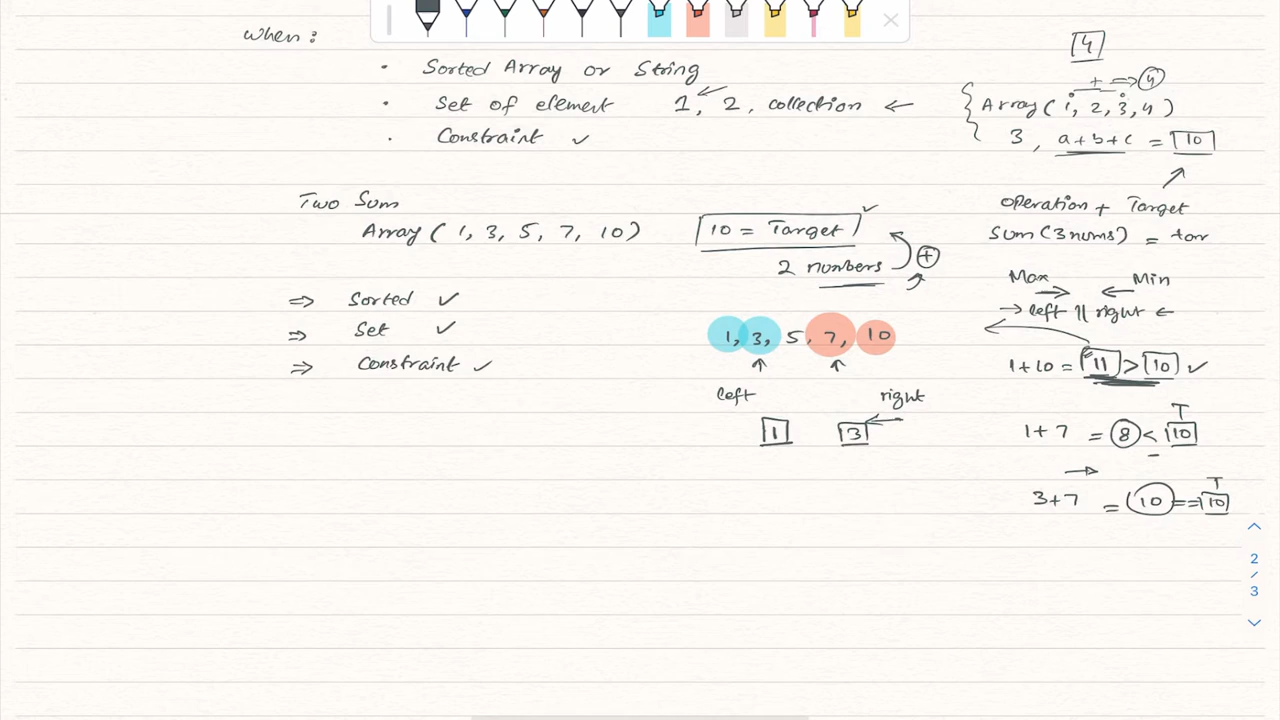 When :
• Sorted Array or String
• Set of element 1, 2, collection ←
• Constraint ✓
4
+ ⇒ 4
Array ( 1, 2, 3, 4 )
3 , a + b + c = 10
operation + Target
Sum ( 3 nums ) = tar
Two Sum
Array ( 1, 3, 5, 7, 10 )
10 = Target ✓
2 numbers +
⇒ Sorted ✓
⇒ Set ✓
⇒ Constraint ✓
1, 3, 5, 7, 10
left right
1 3
Max Min
→ left || right ←
1 + 10 = 11 > 10 ✓
T
1 + 7 = 8 < 10
T
3 + 7 = 10 == 10
2
/
3